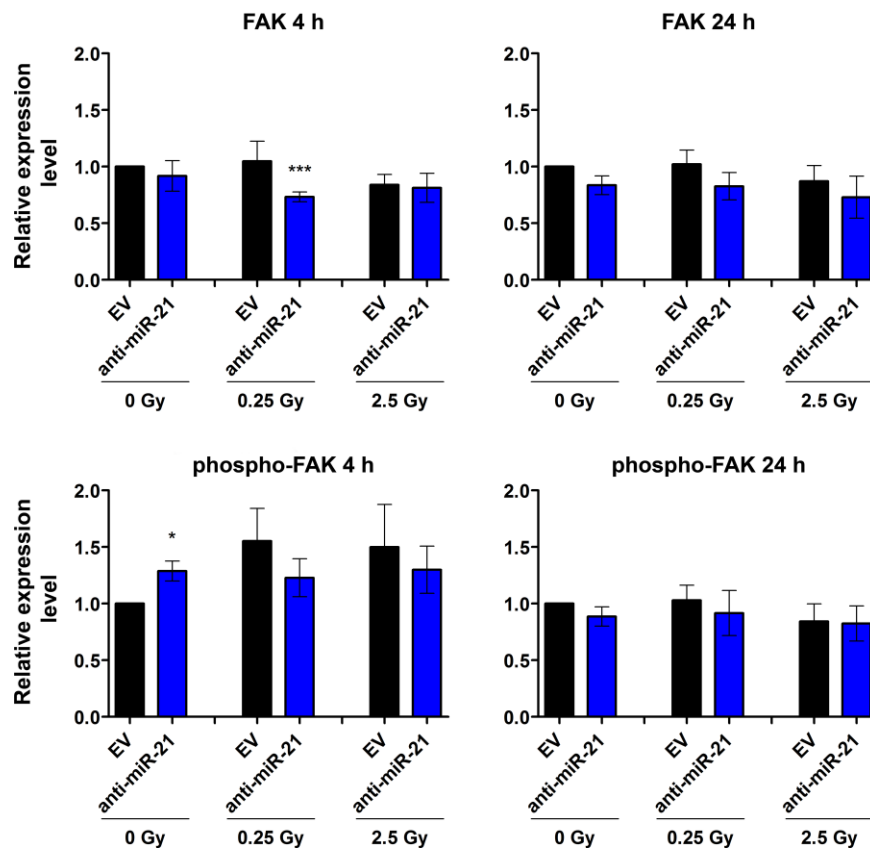 FAK 4 h
Relative expression
level
2.0
1.5
1.0
0.5
0.0
***
EV
anti-miR-21
EV
anti-miR-21
EV
anti-miR-21
0 Gy
0.25 Gy
2.5 Gy
FAK 24 h
2.0
1.5
1.0
0.5
0.0
EV
anti-miR-21
EV
anti-miR-21
EV
anti-miR-21
0 Gy
0.25 Gy
2.5 Gy
phospho-FAK 4 h
Relative expression
level
2.0
1.5
1.0
0.5
0.0
*
EV
anti-miR-21
EV
anti-miR-21
EV
anti-miR-21
0 Gy
0.25 Gy
2.5 Gy
phospho-FAK 24 h
2.0
1.5
1.0
0.5
0.0
EV
anti-miR-21
EV
anti-miR-21
EV
anti-miR-21
0 Gy
0.25 Gy
2.5 Gy